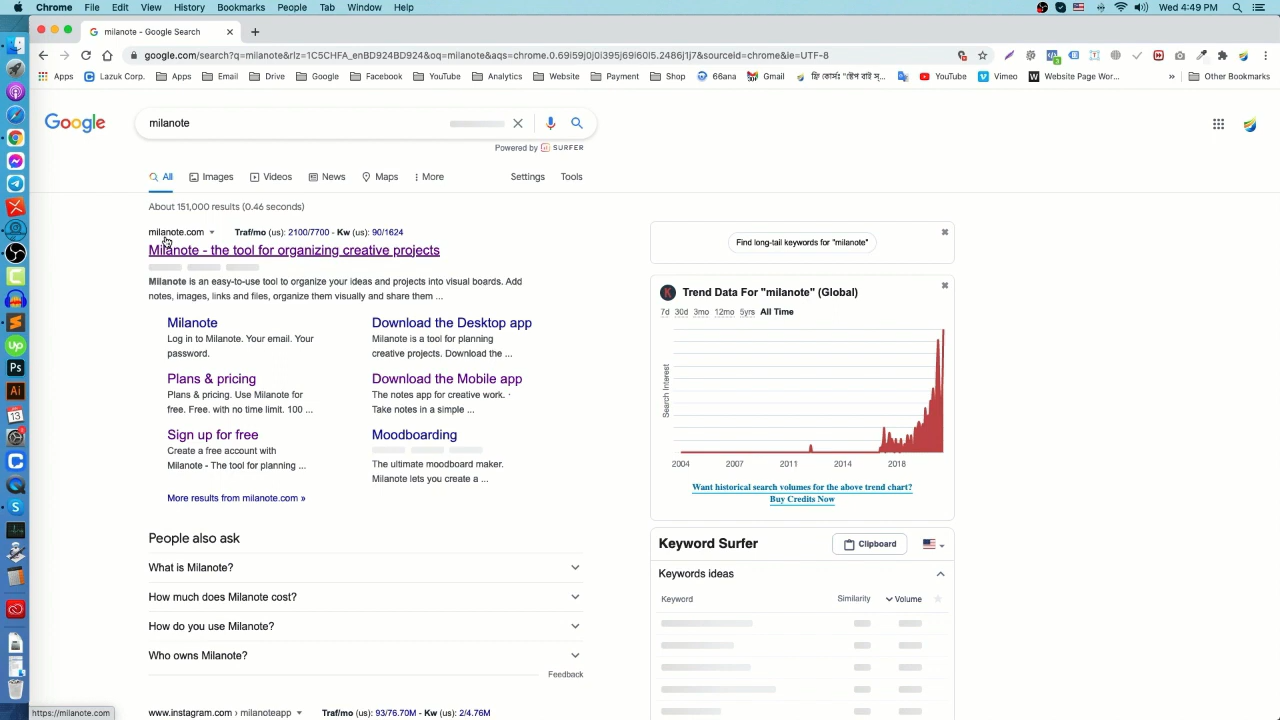 Chrome File Edit View History Bookmarks People Tab Window Help Wed 4:49 PM
milanote - Google Search
google.com/search?q=milanote&rlz=1C5CHFA_enBD924BD924&oq=milanote&aqs=chrome.0.69i59j0j0i395j69i60l5.2486j1j7&sourceid=chrome&ie=UTF-8
Apps Lazuk Corp. Apps Email Drive Google Facebook YouTube Analytics Website Payment Shop 66ana Gmail YouTube Vimeo Website Page Wor... » Other Bookmarks
Google
milanote
Powered by SURFER
All Images Videos News Maps More Settings Tools
About 151,000 results (0.46 seconds)
milanote.com Traf/mo (us): 2100/7700 - Kw (us): 90/1624
Milanote - the tool for organizing creative projects
Milanote is an easy-to-use tool to organize your ideas and projects into visual boards. Add
notes, images, links and files, organize them visually and share them ...
Milanote
Log in to Milanote. Your email. Your
password.
Download the Desktop app
Milanote is a tool for planning
creative projects. Download the ...
Plans & pricing
Plans & pricing. Use Milanote for
free. Free. with no time limit. 100 ...
Download the Mobile app
The notes app for creative work. ·
Take notes in a simple ...
Sign up for free
Create a free account with
Milanote - The tool for planning ...
Moodboarding
The ultimate moodboard maker.
Milanote lets you create a ...
More results from milanote.com »
People also ask
What is Milanote?
How much does Milanote cost?
How do you use Milanote?
Who owns Milanote?
Feedback
www.instagram.com › milanoteapp Traf/mo (us): 93/76.70M - Kw (us): 2/4.76M
https://milanote.com
Find long-tail keywords for "milanote"
K Trend Data For "milanote" (Global)
7d 30d 3mo 12mo 5yrs All Time
Search Interest
2004 2007 2011 2014 2018
Want historical search volumes for the above trend chart?
Buy Credits Now
Keyword Surfer Clipboard
Keywords ideas
Keyword Similarity Volume
Up
Ps
Ai
13
S